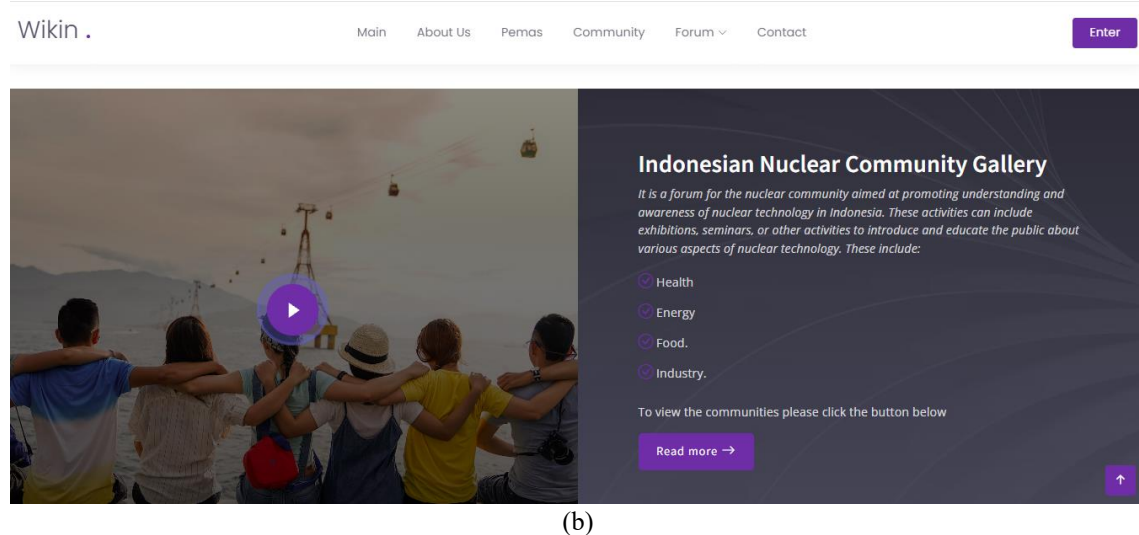 Wikin .
Main About Us Pemas Community Forum Contact Enter
Indonesian Nuclear Community Gallery
It is a forum for the nuclear community aimed at promoting understanding and
awareness of nuclear technology in Indonesia. These activities can include
exhibitions, seminars, or other activities to introduce and educate the public about
various aspects of nuclear technology. These include:
Health
Energy
Food.
Industry.
To view the communities please click the button below
Read more →
(b)